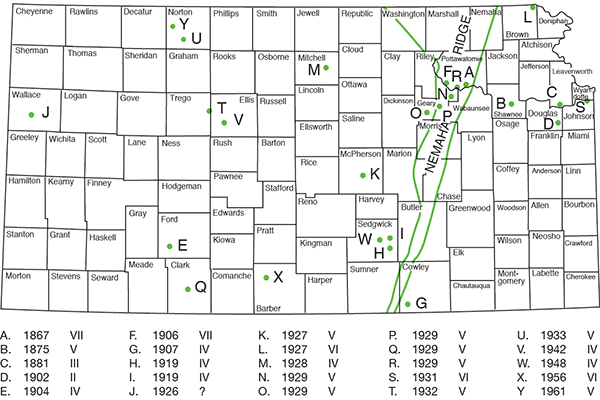 Cheyenne Rawlins Decatur Norton Phillips Smith Jewell Republic Washington Marshall Nemaha Brown Doniphan
Y
U
L
RIDGE
Atchison
Sherman Thomas Sheridan Graham Rooks Osborne Mitchell Cloud Riley Pottawatomie Jackson Jefferson Leavenworth
M
F R A
Ottawa
Clay
Wallace Logan Gove Trego Ellis Russell Lincoln Dickinson Geary Wabaunsee Shawnee Douglas Johnson
Wyandotte
J
T
V
N
O
P
B
C
S
D
Saline
Ellsworth
Morris
Osage
Franklin Miami
Greeley Wichita Scott Lane Ness Rush Barton Rice McPherson Marion
Lyon
NEMAHA
Chase
K
Coffey Anderson Linn
Hamilton Kearny Finney Hodgeman Pawnee Stafford Reno Harvey Butler
Gray
Ford
Edwards
Greenwood Woodson Allen Bourbon
Sedgwick
W I
H
Stanton Grant Haskell Kiowa Pratt Kingman
E
Elk
Wilson Neosho Crawford
Morton Stevens Seward Meade Clark Comanche Barber Harper Sumner Cowley
Chautauqua
Mont-
gomery
Labette Cherokee
Q
X
G
A. 1867 VII F. 1906 VII K. 1927 V P. 1929 V U. 1933 V
B. 1875 V G. 1907 IV L. 1927 VI Q. 1929 V V. 1942 IV
C. 1881 III H. 1919 IV M. 1928 IV R. 1929 V W. 1948 IV
D. 1902 II I. 1919 IV N. 1929 V S. 1931 VI X. 1956 VI
E. 1904 IV J. 1926 ? O. 1929 V T. 1932 V Y 1961 V